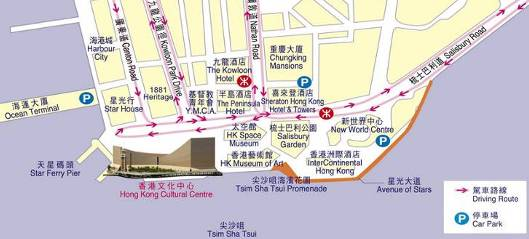 海港城
Harbour
City
廣東道 Canton Road
九龍公園徑 Kowloon Park Drive
彌敦道 Nathan Road
九龍酒店
The Kowloon
Hotel
重慶大廈
Chungking
Mansions
梳士巴利道 Salisbury Road
海運大廈
Ocean Terminal
P
星光行
Star House
1881
Heritage
基督教
青年會
Y.M.C.A.
半島酒店
The Peninsula
Hotel
P
喜來登酒店
Sheraton Hong Kong
Hotel & Towers
太空館
HK Space
Museum
梳士巴利公園
Salisbury
Garden
新世界中心
New World Centre
P
天星碼頭
Star Ferry Pier
香港藝術館
HK Museum of Art
香港洲際酒店
InterContinental
Hong Kong
香港文化中心
Hong Kong Cultural Centre
尖沙咀海濱花園
Tsim Sha Tsui Promenade
星光大道
Avenue of Stars
尖沙咀
Tsim Sha Tsui
駕車路線
Driving Route
P
停車場
Car Park